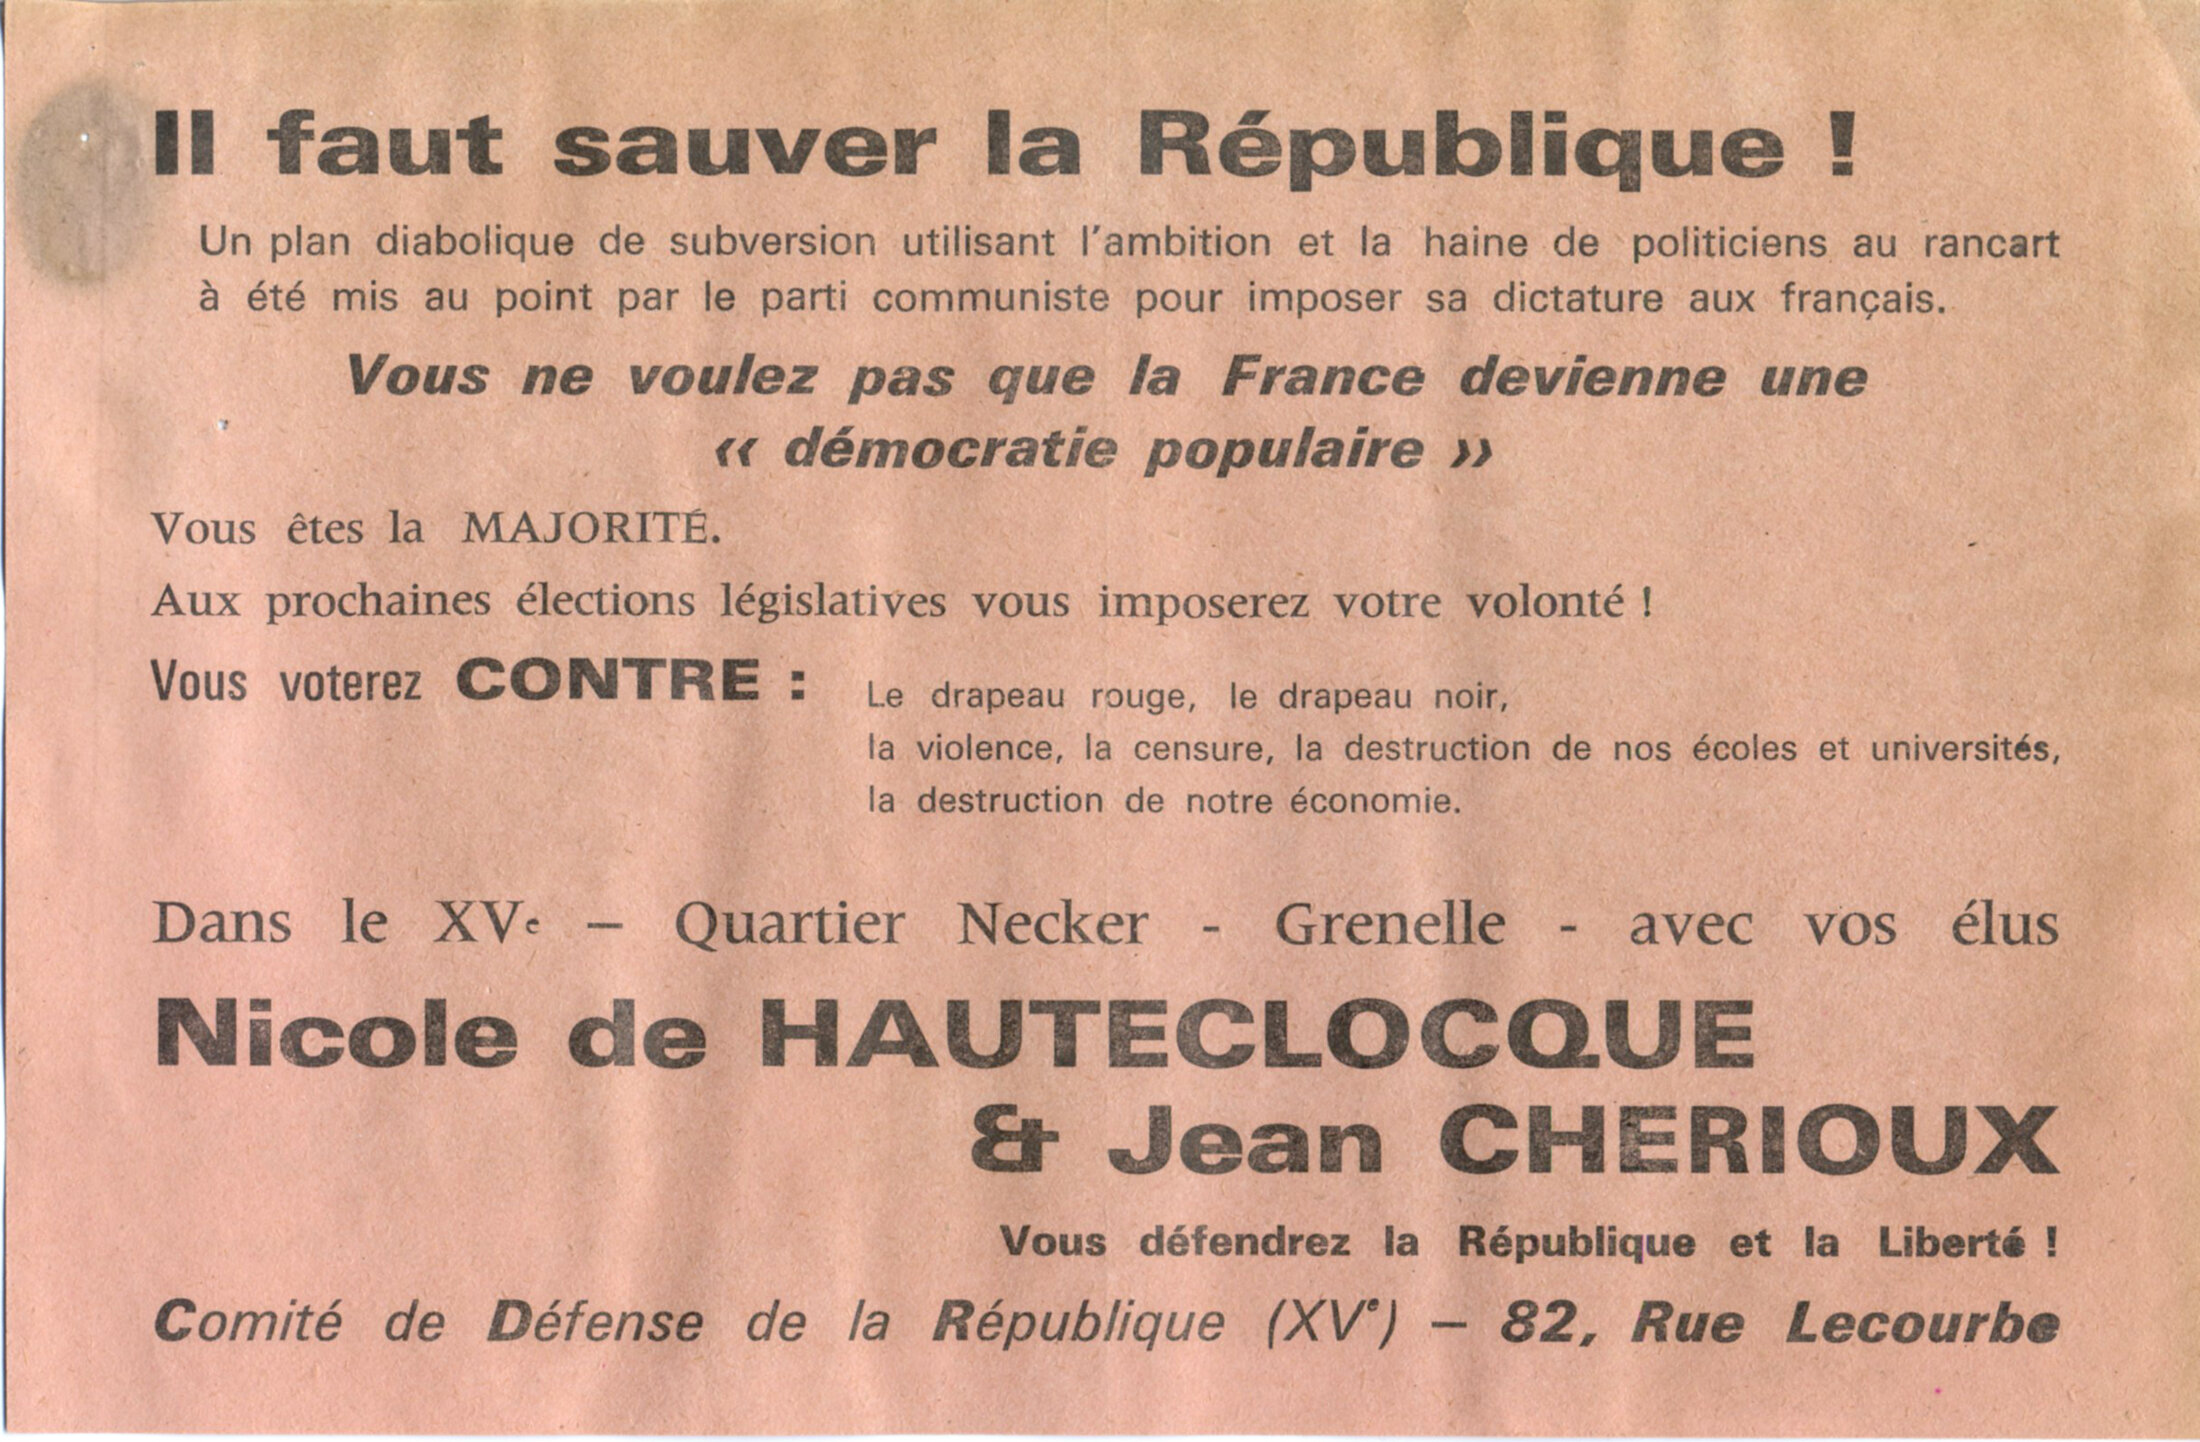 Il faut sauver la République !
Un plan diabolique de subversion utilisant l'ambition et la haine de politiciens au rancart
à été mis au point par le parti communiste pour imposer sa dictature aux français.
Vous ne voulez pas que la France devienne une
« démocratie populaire »
Vous êtes la MAJORITÉ.
Aux prochaines élections législatives vous imposerez votre volonté !
Vous voterez CONTRE : Le drapeau rouge, le drapeau noir,
la violence, la censure, la destruction de nos écoles et universités,
la destruction de notre économie.
Dans le XVe – Quartier Necker - Grenelle - avec vos élus
Nicole de HAUTECLOCQUE
& Jean CHERIOUX
Vous défendrez la République et la Liberté !
Comité de Défense de la République (XVe) – 82, Rue Lecourbe